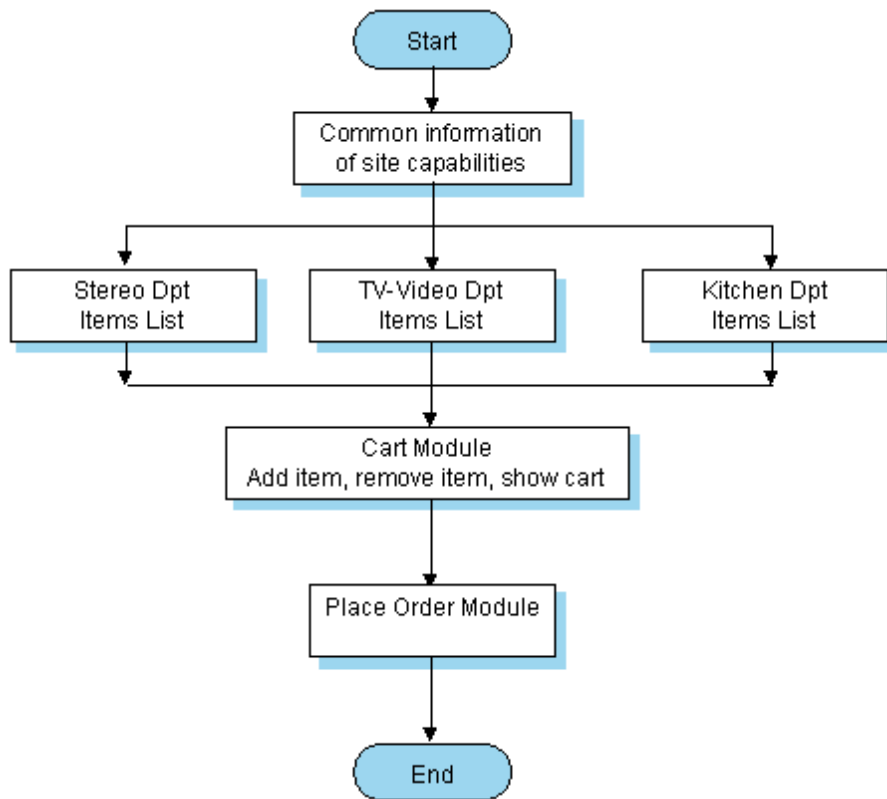 Start
Common information
of site capabilities
Stereo Dpt
Items List
TV-Video Dpt
Items List
Kitchen Dpt
Items List
Cart Module
Add item, remove item, show cart
Place Order Module
End